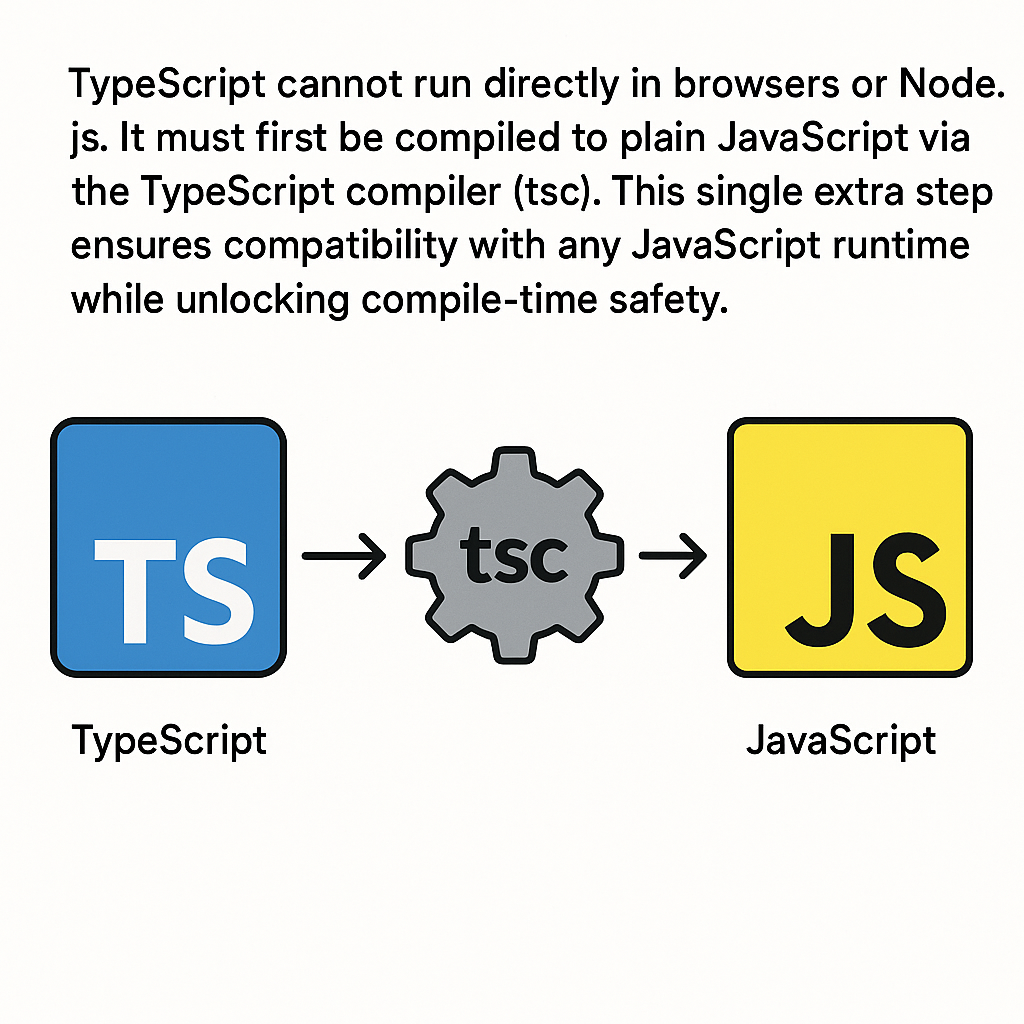 TypeScript cannot run directly in browsers or Node.
js. It must first be compiled to plain JavaScript via
the TypeScript compiler (tsc). This single extra step
ensures compatibility with any JavaScript runtime
while unlocking compile-time safety.
TS
tsc
JS
TypeScript
JavaScript